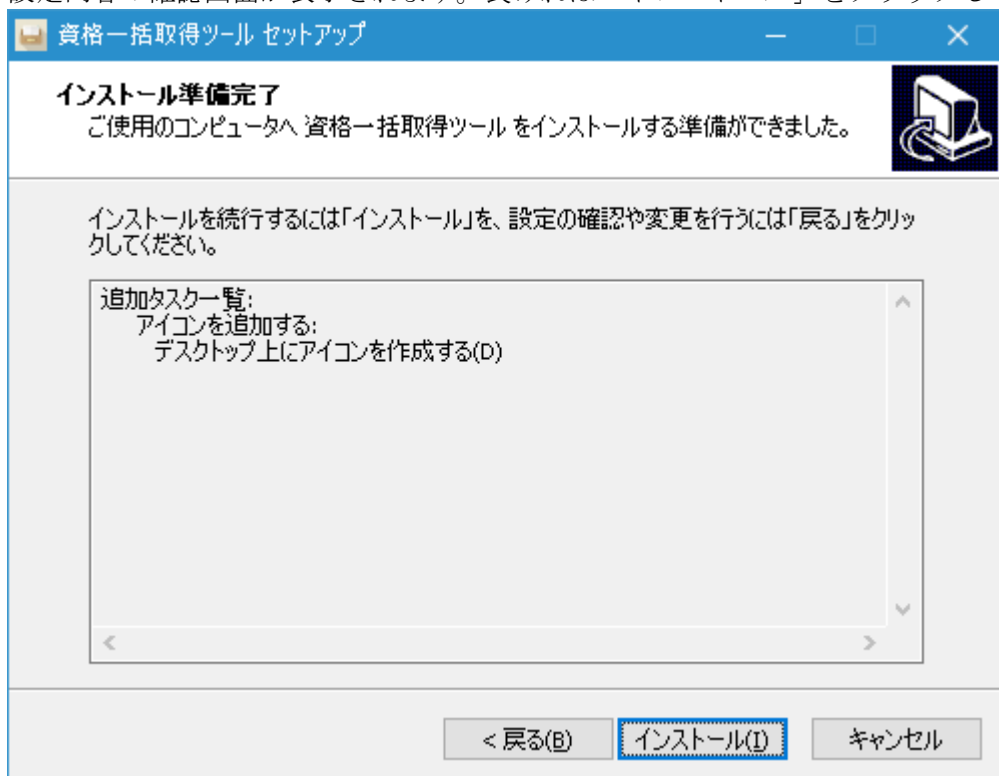 資格一括取得ツール セットアップ
インストール準備完了
ご使用のコンピュータへ 資格一括取得ツール をインストールする準備ができました。
インストールを続行するには「インストール」を、設定の確認や変更を行うには「戻る」をクリッ
クしてください。
追加タスク一覧:
アイコンを追加する:
デスクトップ上にアイコンを作成する(D)
< 戻る(B)
インストール(I)
キャンセル